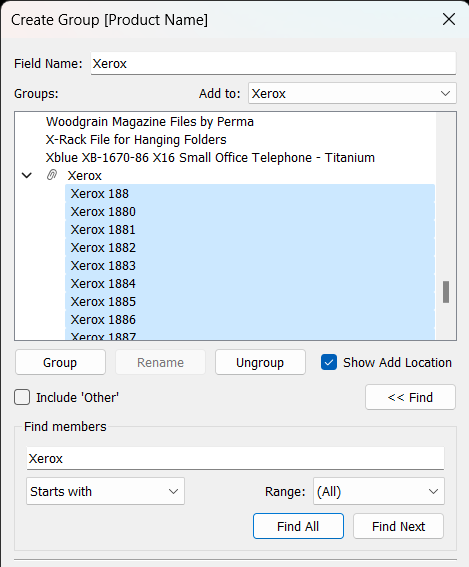 Create Group [Product Name]
Field Name: Xerox
Groups: Add to: Xerox
Woodgrain Magazine Files by Perma
X-Rack File for Hanging Folders
Xblue XB-1670-86 X16 Small Office Telephone - Titanium
Xerox
Xerox 188
Xerox 1880
Xerox 1881
Xerox 1882
Xerox 1883
Xerox 1884
Xerox 1885
Xerox 1886
Xerox 1887
Group Rename Ungroup Show Add Location
Include 'Other' << Find
Find members
Xerox
Starts with Range: (All)
Find All Find Next